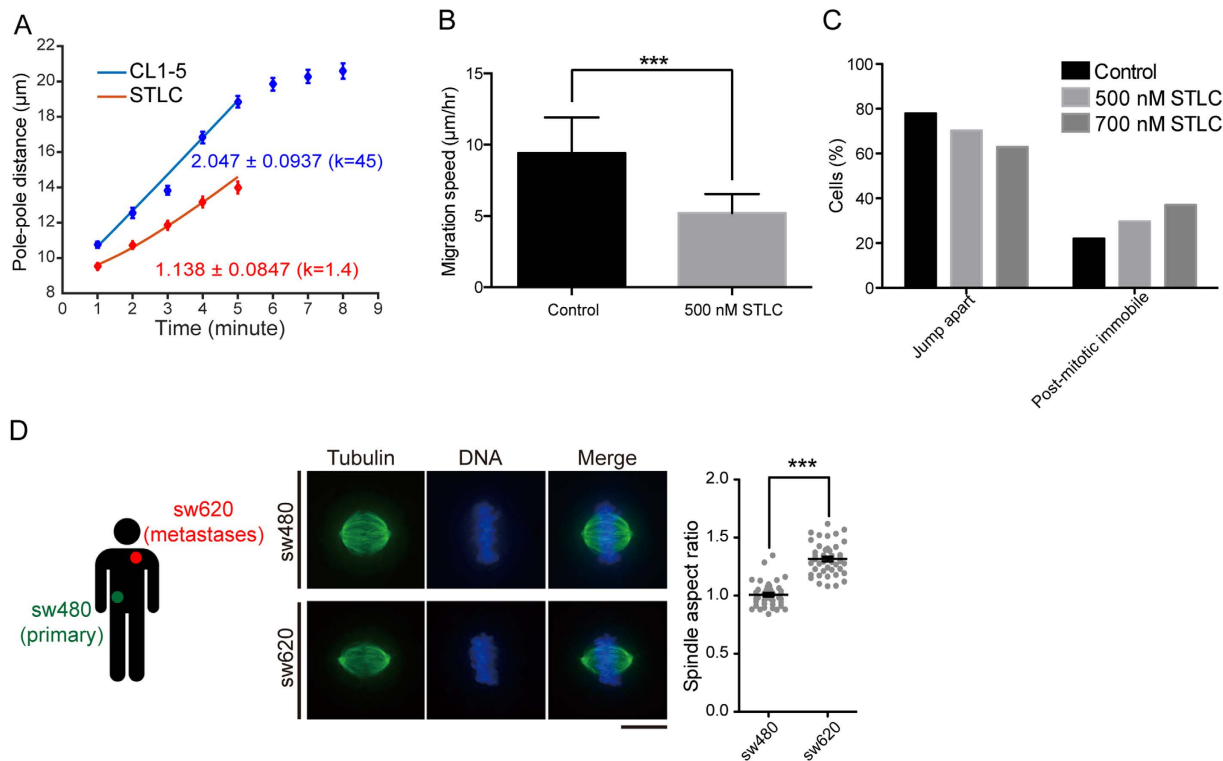 A
Pole-pole distance (μm)
22
20
18
16
14
12
10
8
CL1-5
STLC
2.047 ± 0.0937 (k=45)
1.138 ± 0.0847 (k=1.4)
0 1 2 3 4 5 6 7 8 9
Time (minute)
B
Migration speed (μm/hr)
15
10
5
0
***
Control
500 nM STLC
C
Cells (%)
100
80
60
40
20
0
Control
500 nM STLC
700 nM STLC
Jump apart
Post-mitotic immobile
D
sw620
(metastases)
sw480
(primary)
Tubulin DNA Merge
sw480
sw620
Spindle aspect ratio
2.0
1.5
1.0
0.5
0.0
***
sw480
sw620